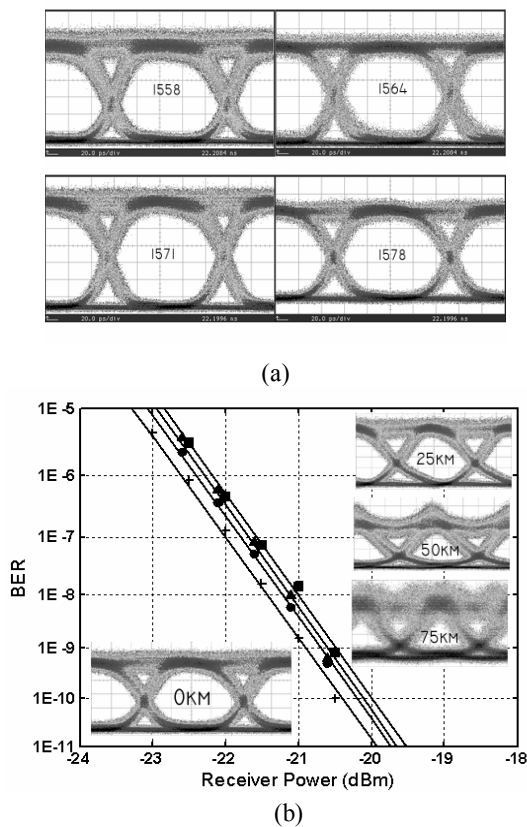 1558
1564
20.0 ps/div 22.2084 ns
20.0 ps/div 22.2084 ns
1571
1578
20.0 ps/div 22.1996 ns
20.0 ps/div 22.1996 ns
(a)
1E-5
1E-6
1E-7
1E-8
1E-9
1E-10
1E-11
BER
25KM
50KM
75KM
0KM
-24 -23 -22 -21 -20 -19 -18
Receiver Power (dBm)
(b)